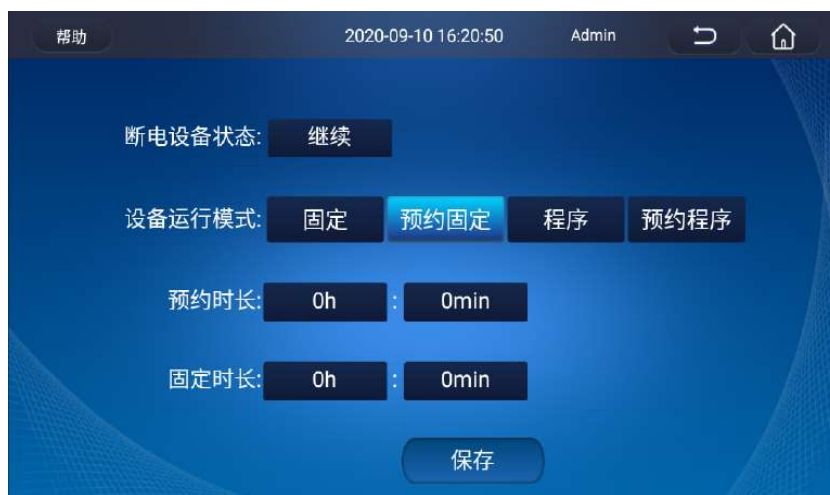 帮助 2020-09-10 16:20:50 Admin
断电设备状态: 继续
设备运行模式: 固定 预约固定 程序 预约程序
预约时长: 0h : 0min
固定时长: 0h : 0min
保存